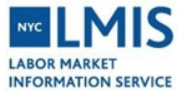 NYC LMIS
LABOR MARKET
INFORMATION SERVICE